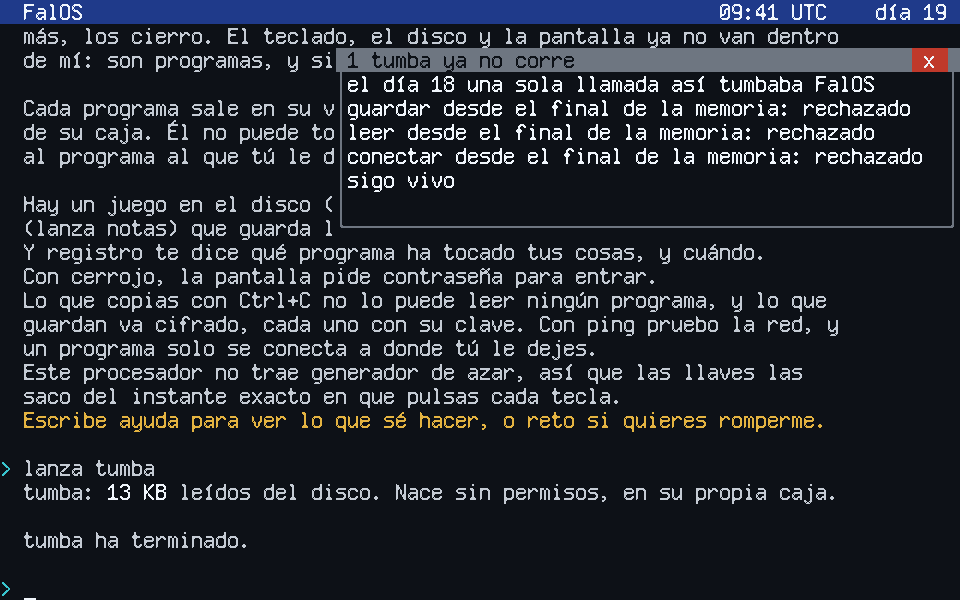 FalOS 09:41 UTC día 19
más, los cierro. El teclado, el disco y la pantalla ya no van dentro
de mí: son programas, y si
1 tumba ya no corre x
el día 18 una sola llamada así tumbaba FalOS
guardar desde el final de la memoria: rechazado
leer desde el final de la memoria: rechazado
conectar desde el final de la memoria: rechazado
sigo vivo
Cada programa sale en su v
de su caja. Él no puede to
al programa al que tú le d
Hay un juego en el disco (
(lanza notas) que guarda l
Y registro te dice qué programa ha tocado tus cosas, y cuándo.
Con cerrojo, la pantalla pide contraseña para entrar.
Lo que copias con Ctrl+C no lo puede leer ningún programa, y lo que
guardan va cifrado, cada uno con su clave. Con ping pruebo la red, y
un programa solo se conecta a donde tú le dejes.
Este procesador no trae generador de azar, así que las llaves las
saco del instante exacto en que pulsas cada tecla.
Escribe ayuda para ver lo que sé hacer, o reto si quieres romperme.
> lanza tumba
tumba: 13 KB leídos del disco. Nace sin permisos, en su propia caja.
tumba ha terminado.
> _